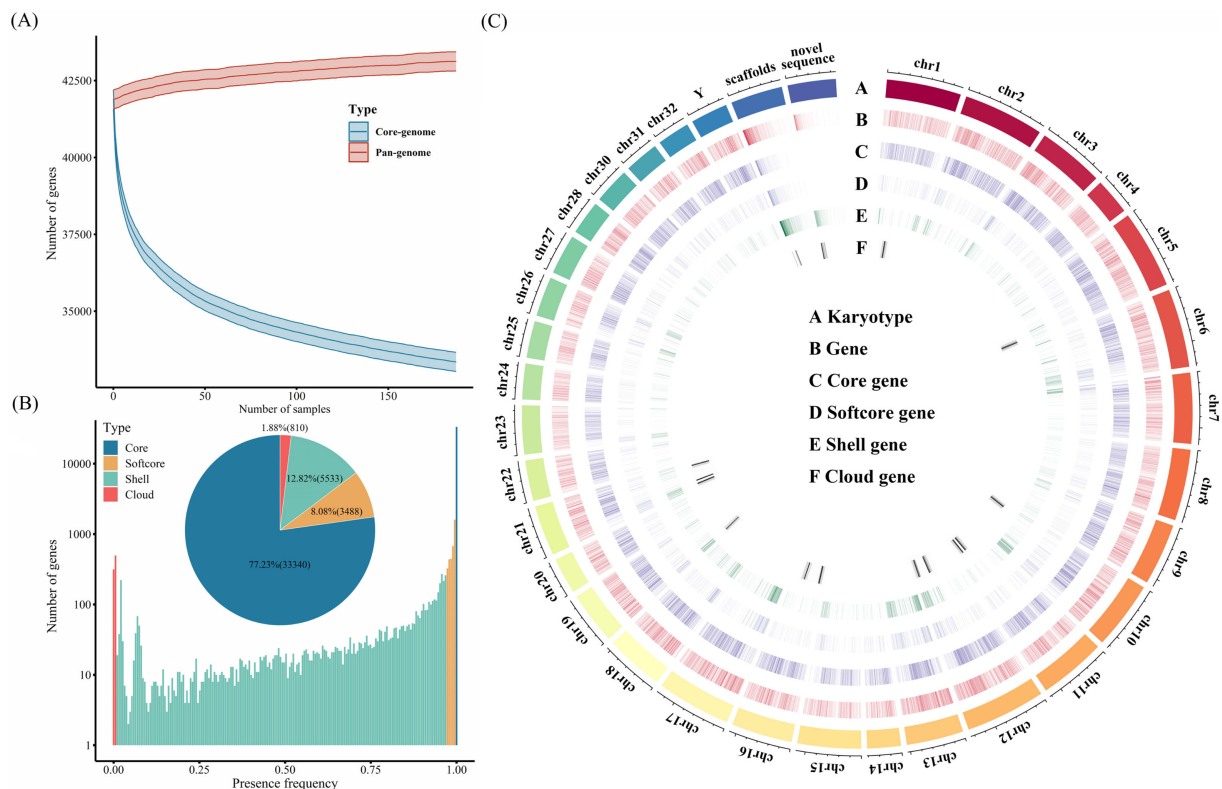 (A)
42500
40000
37500
35000
Number of genes
0
50
100
150
Number of samples
Type
Core-genome
Pan-genome
(B)
Type
Core
Softcore
Shell
Cloud
1.88%(810)
12.82%(5533)
8.08%(3488)
77.23%(33340)
10000
1000
100
10
1
Number of genes
0.00
0.25
0.50
0.75
1.00
Presence frequency
(C)
chr1
chr2
chr3
chr4
chr5
chr6
chr7
chr8
chr9
chr10
chr11
chr12
chr13
chr14
chr15
chr16
chr17
chr18
chr19
chr20
chr21
chr22
chr23
chr24
chr25
chr26
chr27
chr28
chr30
chr31
chr32
Y
scaffolds
novel
sequence
A
B
C
D
E
F
A Karyotype
B Gene
C Core gene
D Softcore gene
E Shell gene
F Cloud gene